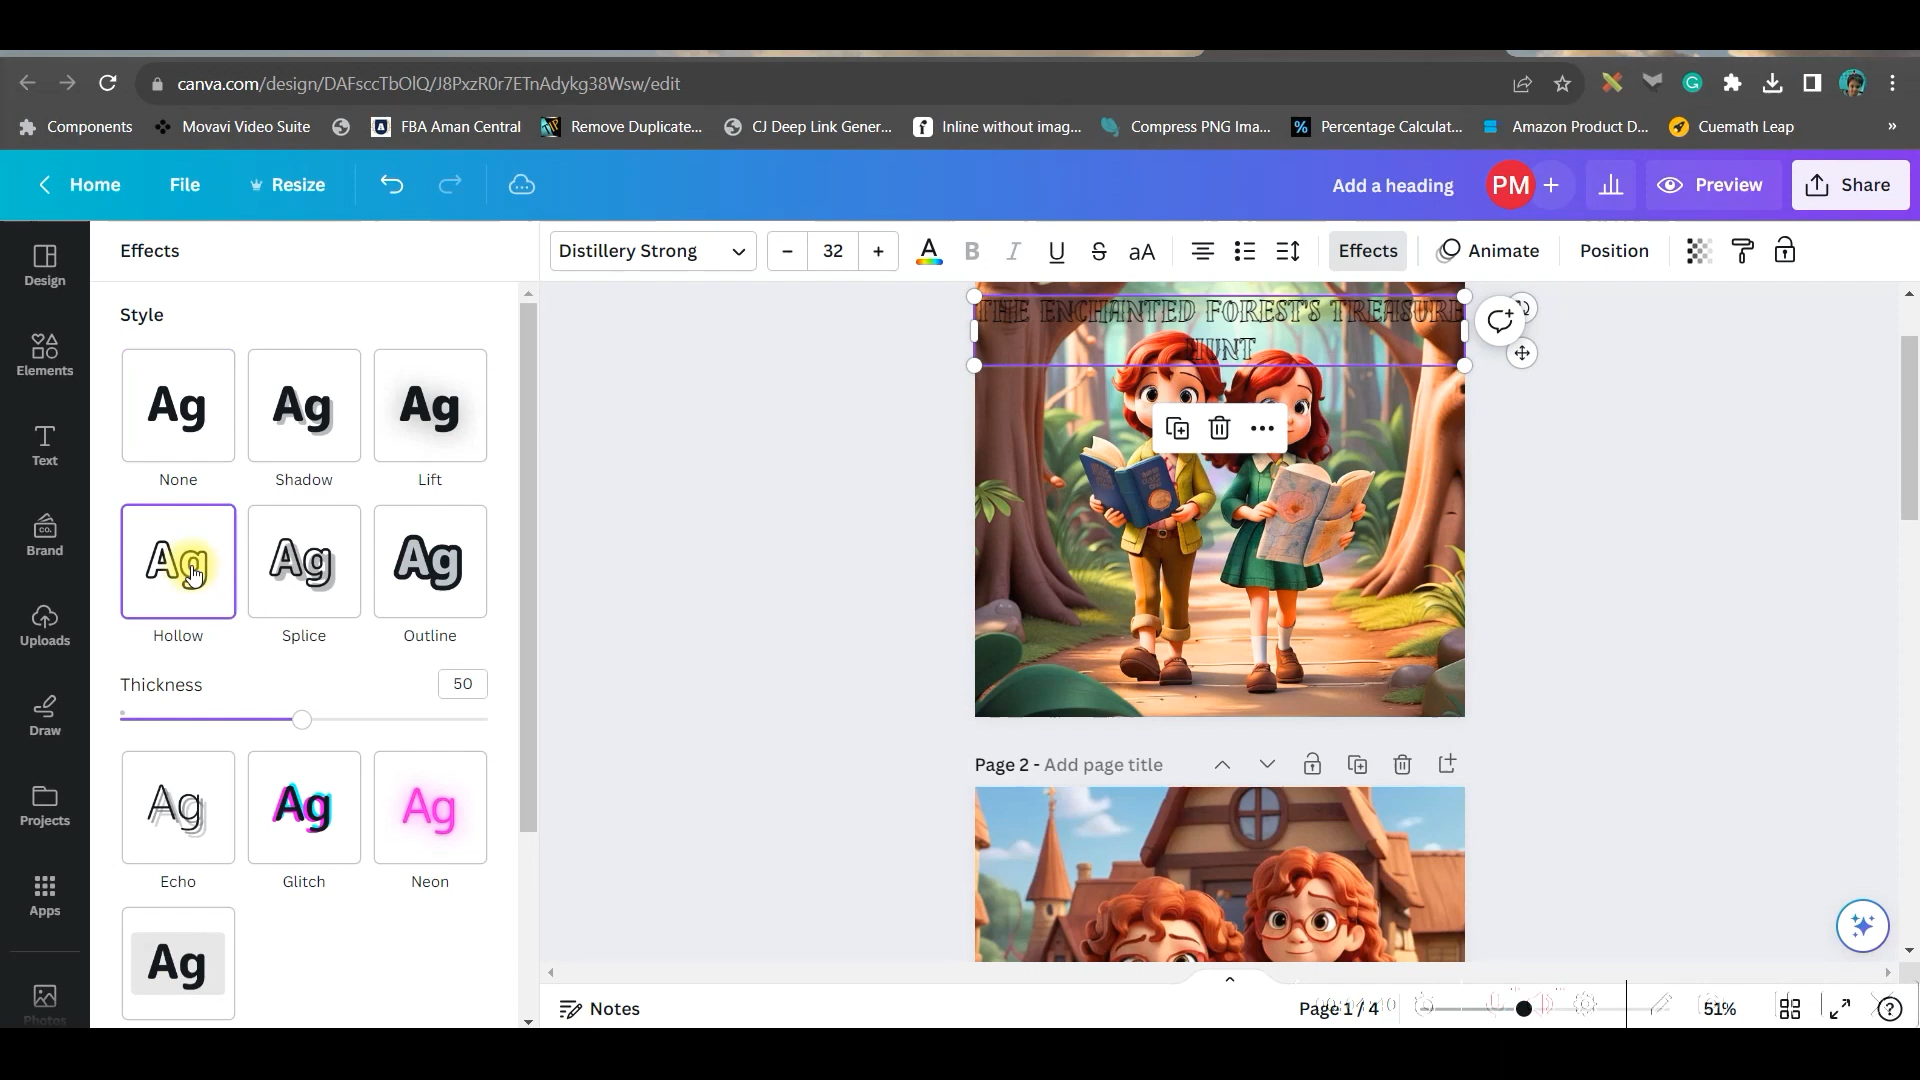 canva.com/design/DAFsccTbOlQ/J8PxzR0r7ETnAdykg38Wsw/edit
Components Movavi Video Suite FBA Aman Central Remove Duplicate... CJ Deep Link Gener... Inline without imag... Compress PNG Ima... Percentage Calculat... Amazon Product D... Cuemath Leap »
Home File Resize Add a heading PM + Preview Share
Effects Distillery Strong – 32 + A B I U S aA Effects Animate Position
Design
Elements
Text
Brand
Uploads
Draw
Projects
Apps
Photos
Style
Ag Ag Ag
None Shadow Lift
Ag Ag Ag
Hollow Splice Outline
Thickness 50
Ag Ag Ag
Echo Glitch Neon
Ag
THE ENCHANTED FOREST'S TREASURE
HUNT
Page 2 - Add page title
Notes Page 1 / 4 51%